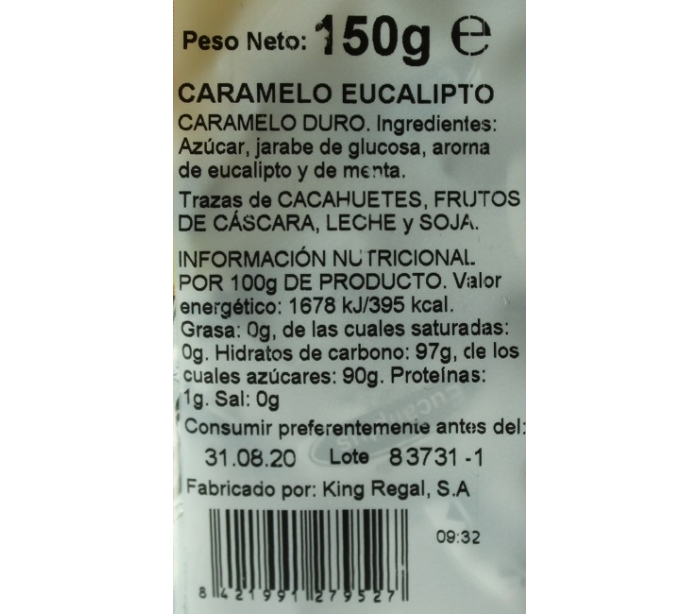 Peso Neto: 150g ℮
CARAMELO EUCALIPTO
CARAMELO DURO. Ingredientes:
Azúcar, jarabe de glucosa, aroma
de eucalipto y de menta.
Trazas de CACAHUETES, FRUTOS
DE CÁSCARA, LECHE y SOJA.
INFORMACIÓN NUTRICIONAL
POR 100g DE PRODUCTO. Valor
energético: 1678 kJ/395 kcal.
Grasa: 0g, de las cuales saturadas:
0g. Hidratos de carbono: 97g, de los
cuales azúcares: 90g. Proteínas:
1g. Sal: 0g
Consumir preferentemente antes del:
31.08.20 Lote 83731-1
Fabricado por: King Regal, S.A
09:32
8 421991 279527